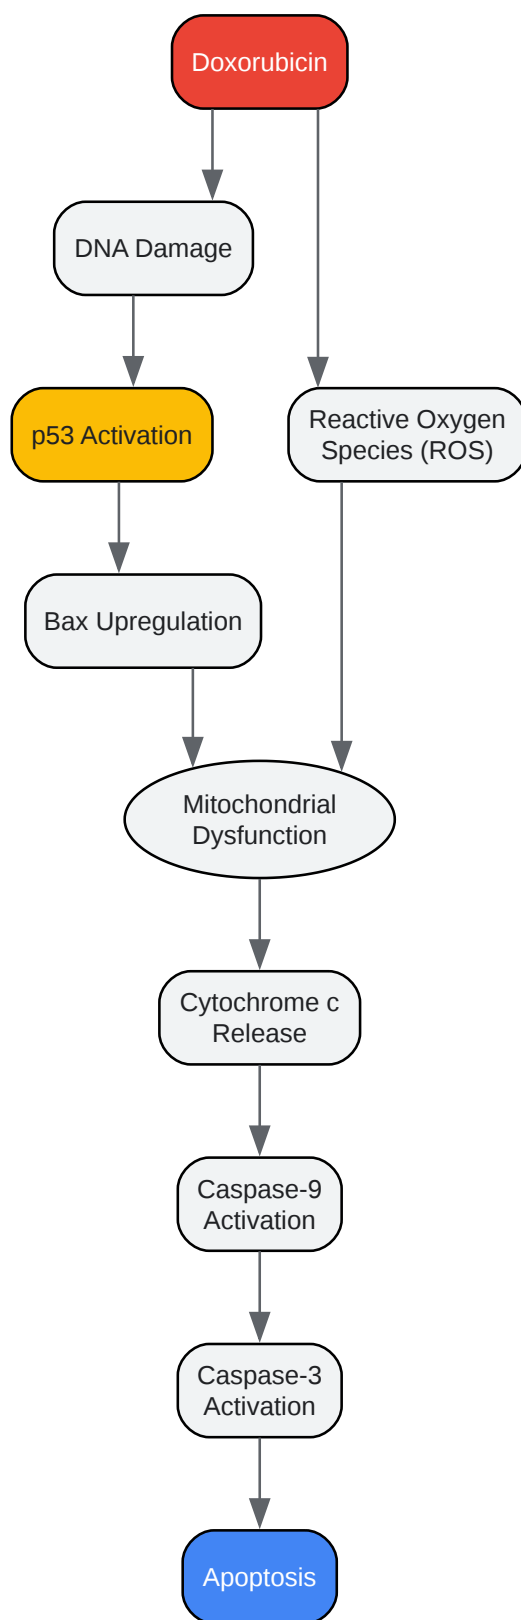 Doxorubicin
DNA Damage
p53 Activation
Reactive Oxygen
Species (ROS)
Bax Upregulation
Mitochondrial
Dysfunction
Cytochrome c
Release
Caspase-9
Activation
Caspase-3
Activation
Apoptosis